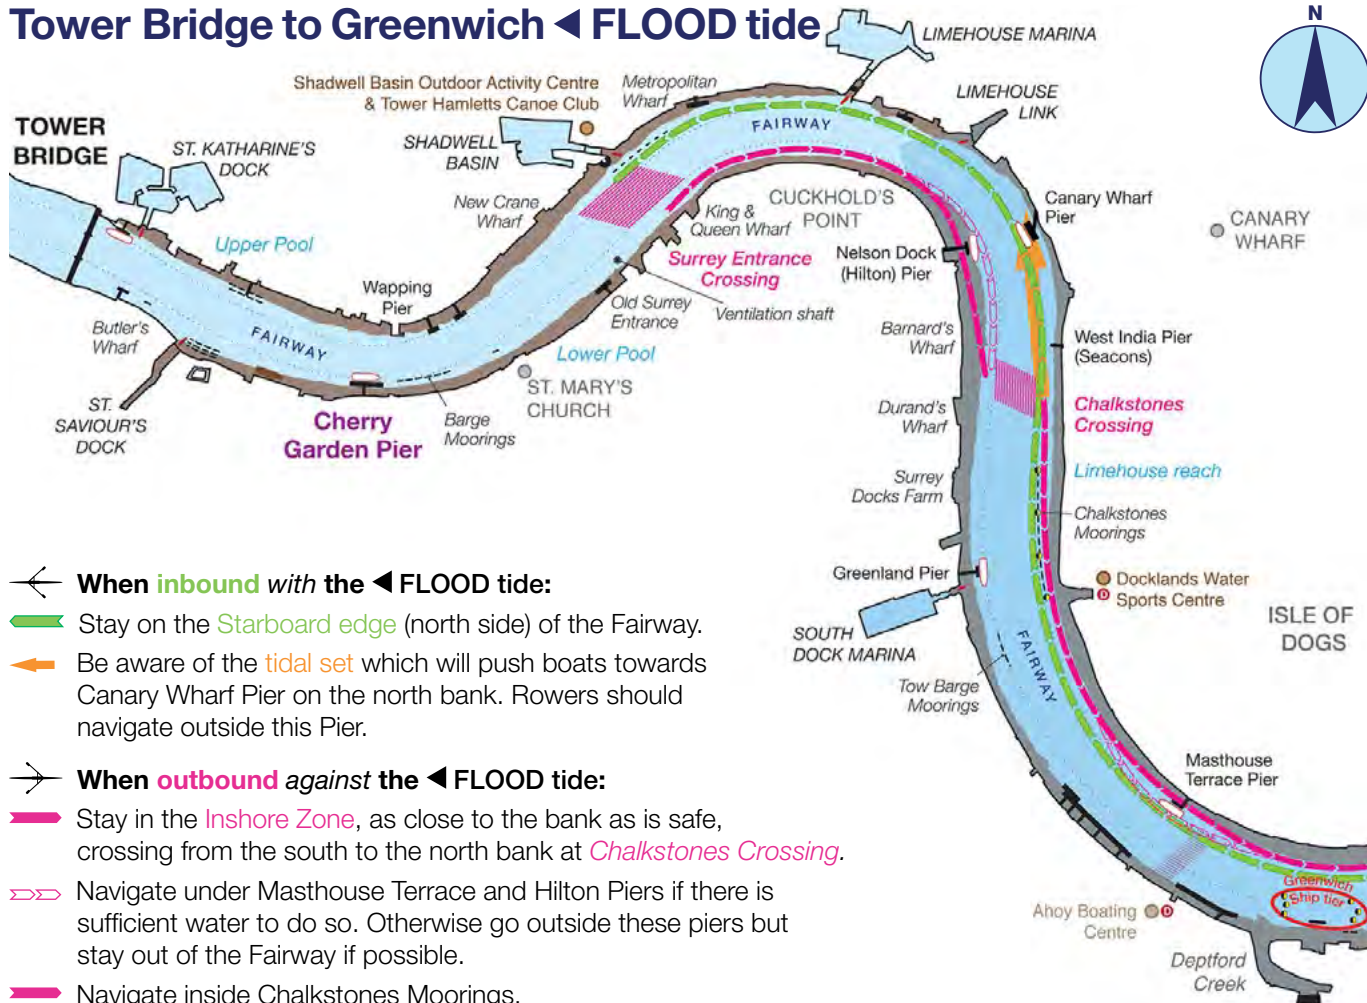 Tower Bridge to Greenwich ◀ FLOOD tide
N
LIMEHOUSE MARINA
Shadwell Basin Outdoor Activity Centre
& Tower Hamletts Canoe Club
Metropolitan
Wharf
LIMEHOUSE
LINK
TOWER
BRIDGE
ST. KATHARINE'S
DOCK
SHADWELL
BASIN
FAIRWAY
New Crane
Wharf
Upper Pool
King &
Queen Wharf
CUCKHOLD'S
POINT
Canary Wharf
Pier
CANARY
WHARF
Surrey Entrance
Crossing
Nelson Dock
(Hilton) Pier
Wapping
Pier
Old Surrey
Entrance
Ventilation shaft
Butler's
Wharf
FAIRWAY
Lower Pool
Barnard's
Wharf
West India Pier
(Seacons)
ST.
SAVIOUR'S
DOCK
ST. MARY'S
CHURCH
Cherry
Garden Pier
Barge
Moorings
Durand's
Wharf
Chalkstones
Crossing
Surrey
Docks Farm
Limehouse reach
Chalkstones
Moorings
Greenland Pier
D
Docklands Water
Sports Centre
SOUTH
DOCK MARINA
ISLE OF
DOGS
FAIRWAY
Tow Barge
Moorings
Masthouse
Terrace Pier
Greenwich
Ship tier
Ahoy Boating
Centre
D
Deptford
Creek
When inbound with the ◀ FLOOD tide:
Stay on the Starboard edge (north side) of the Fairway.
Be aware of the tidal set which will push boats towards
Canary Wharf Pier on the north bank. Rowers should
navigate outside this Pier.
When outbound against the ◀ FLOOD tide:
Stay in the Inshore Zone, as close to the bank as is safe,
crossing from the south to the north bank at Chalkstones Crossing.
Navigate under Masthouse Terrace and Hilton Piers if there is
sufficient water to do so. Otherwise go outside these piers but
stay out of the Fairway if possible.
Navigate inside Chalkstones Moorings.